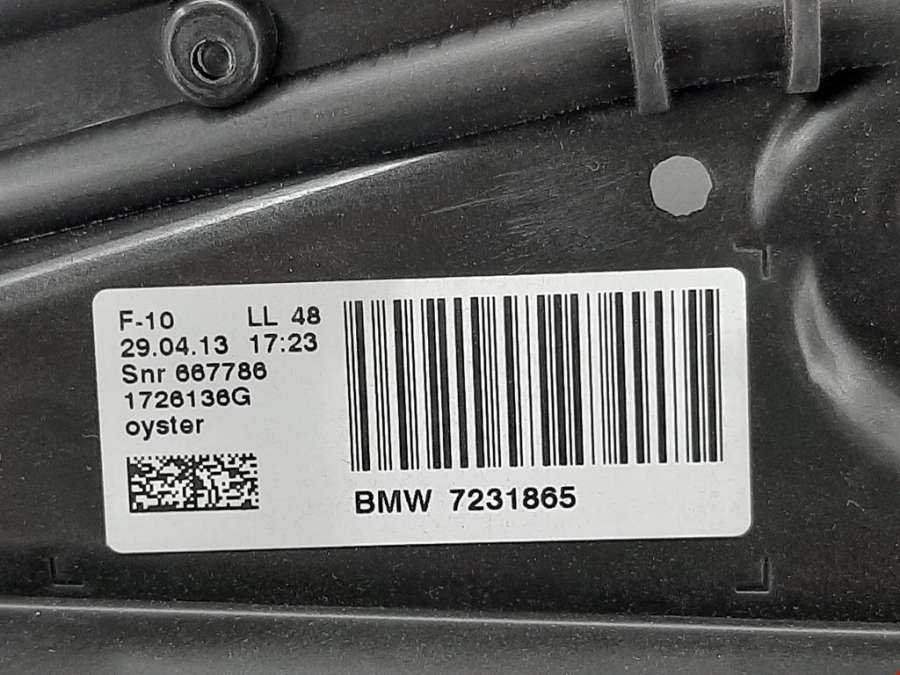 F-10 LL 48
29.04.13 17:23
Snr 667786
1726136G
oyster
BMW 7231865